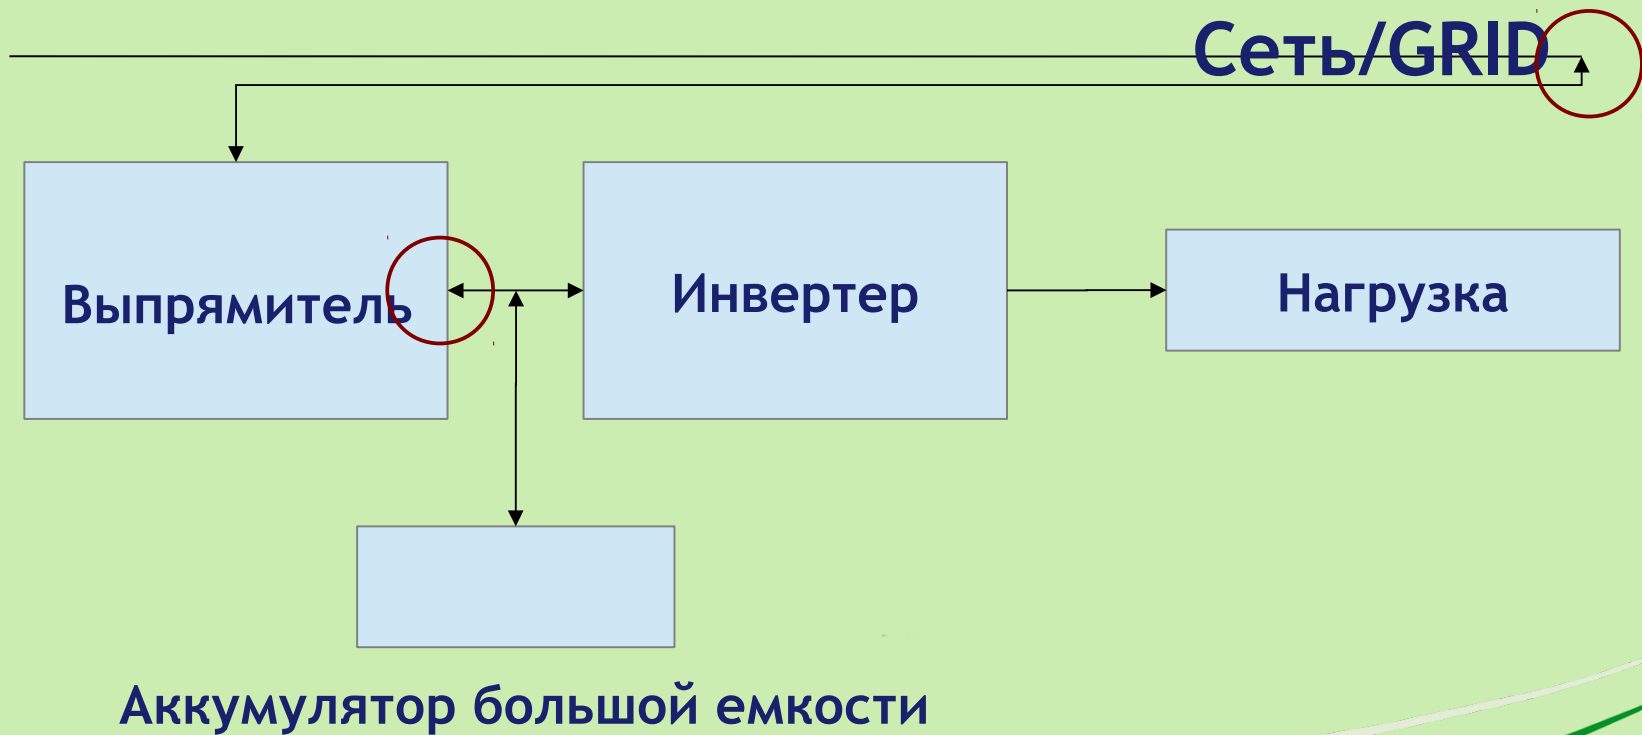 Сеть/GRID
Выпрямитель
Инвертер
Нагрузка
Аккумулятор большой емкости